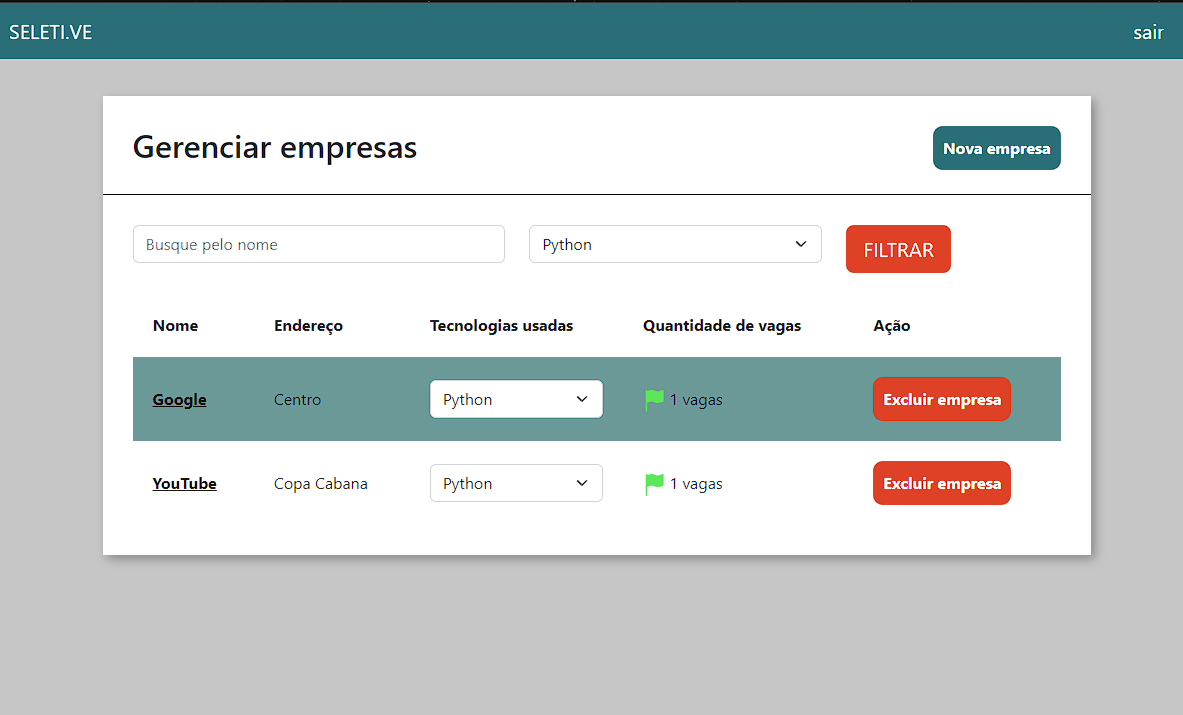 SELETI.VE sair
Gerenciar empresas Nova empresa
Busque pelo nome Python FILTRAR
Nome Endereço Tecnologias usadas Quantidade de vagas Ação
Google Centro Python 1 vagas Excluir empresa
YouTube Copa Cabana Python 1 vagas Excluir empresa